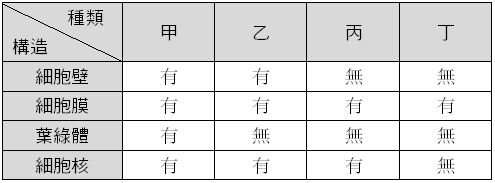 種類 甲 乙 丙 丁
構造
細胞壁 有 有 無 無
細胞膜 有 有 有 有
葉綠體 有 無 無 無
細胞核 有 有 有 無